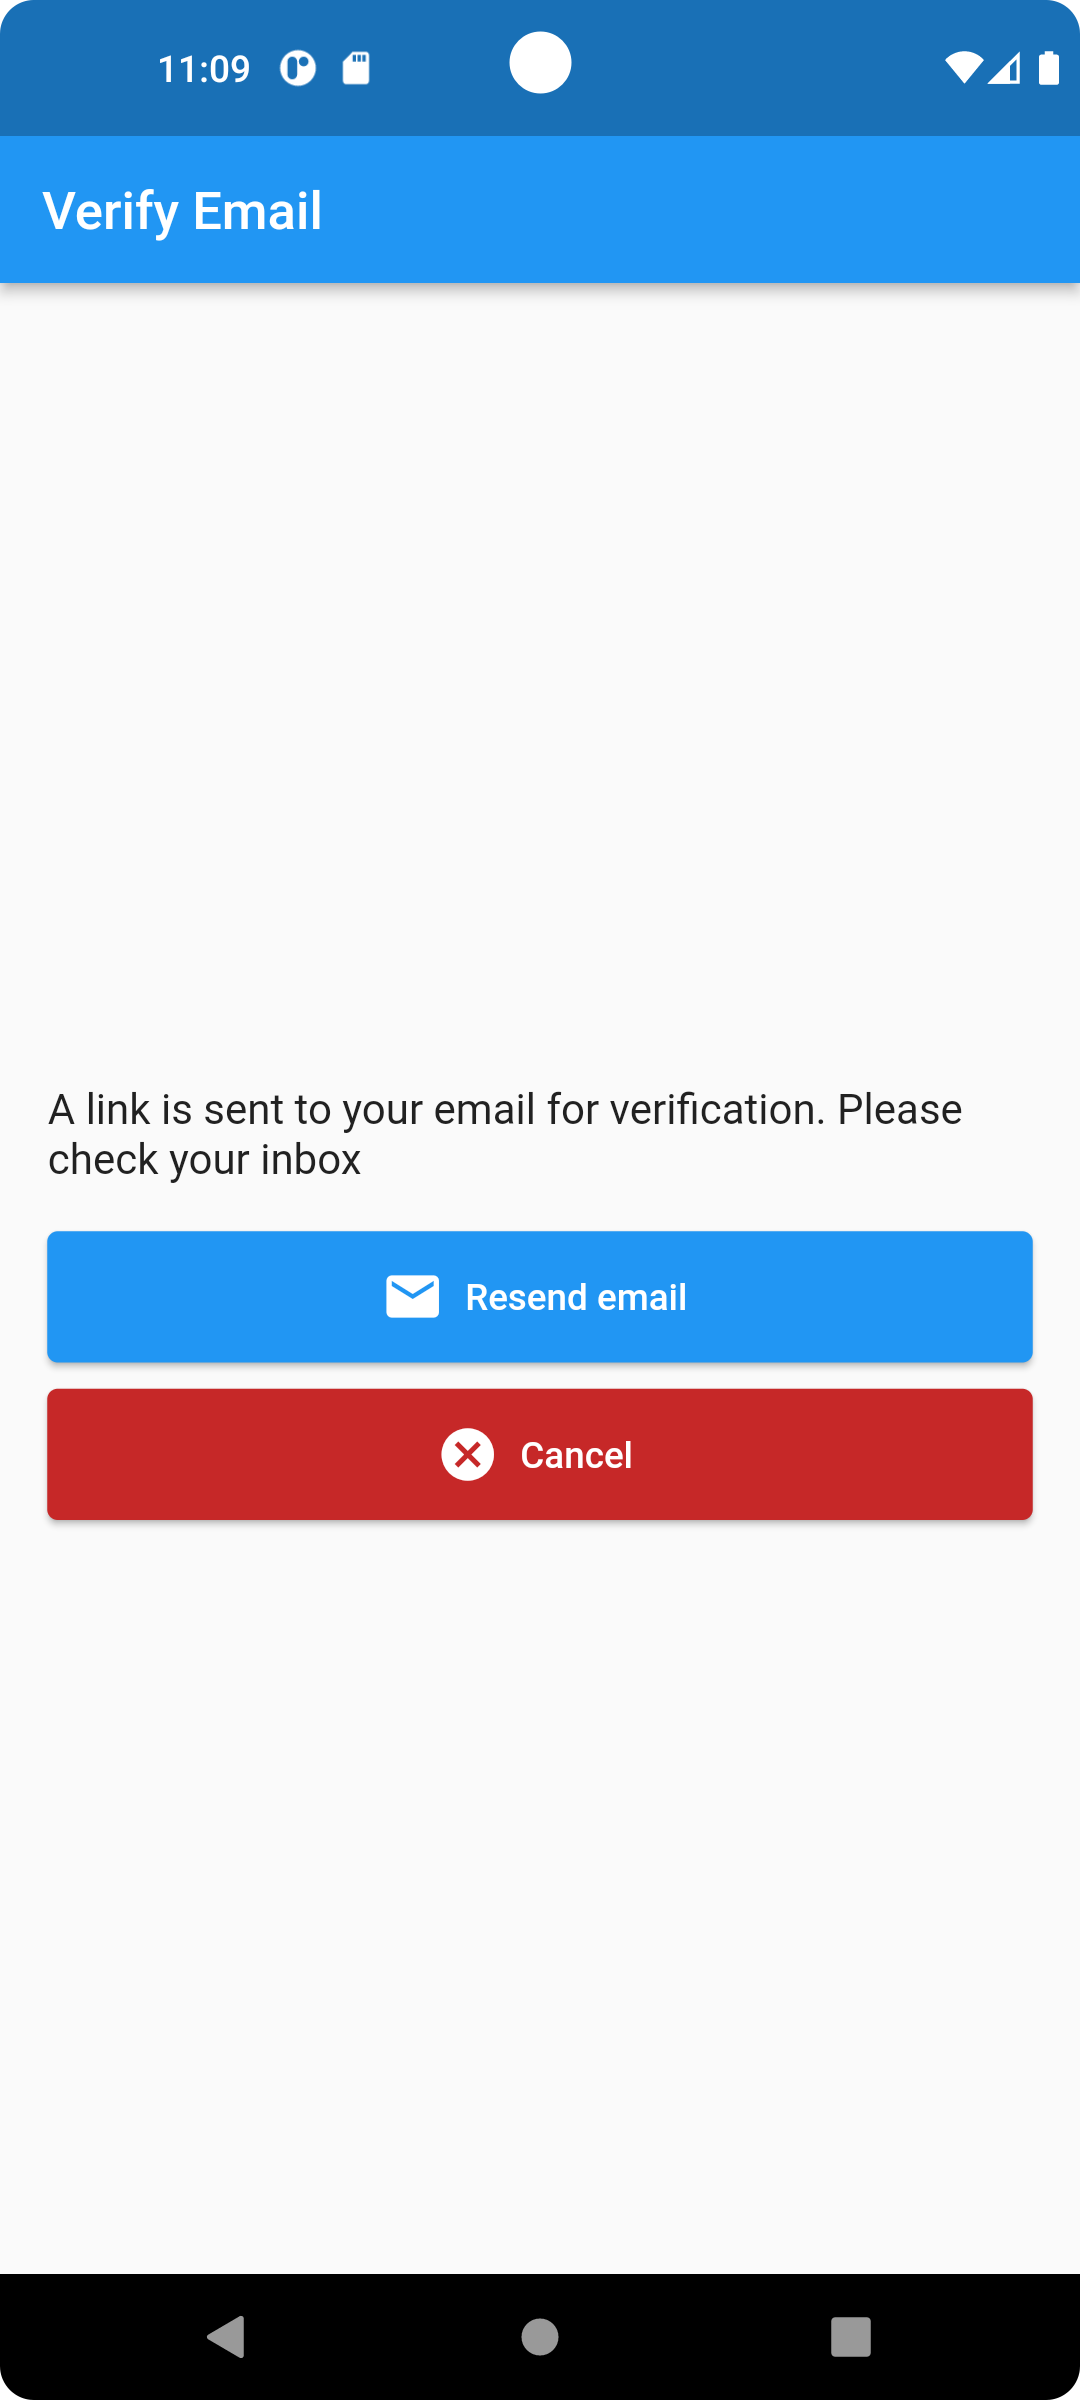 11:09
Verify Email
A link is sent to your email for verification. Please
check your inbox
Resend email
Cancel